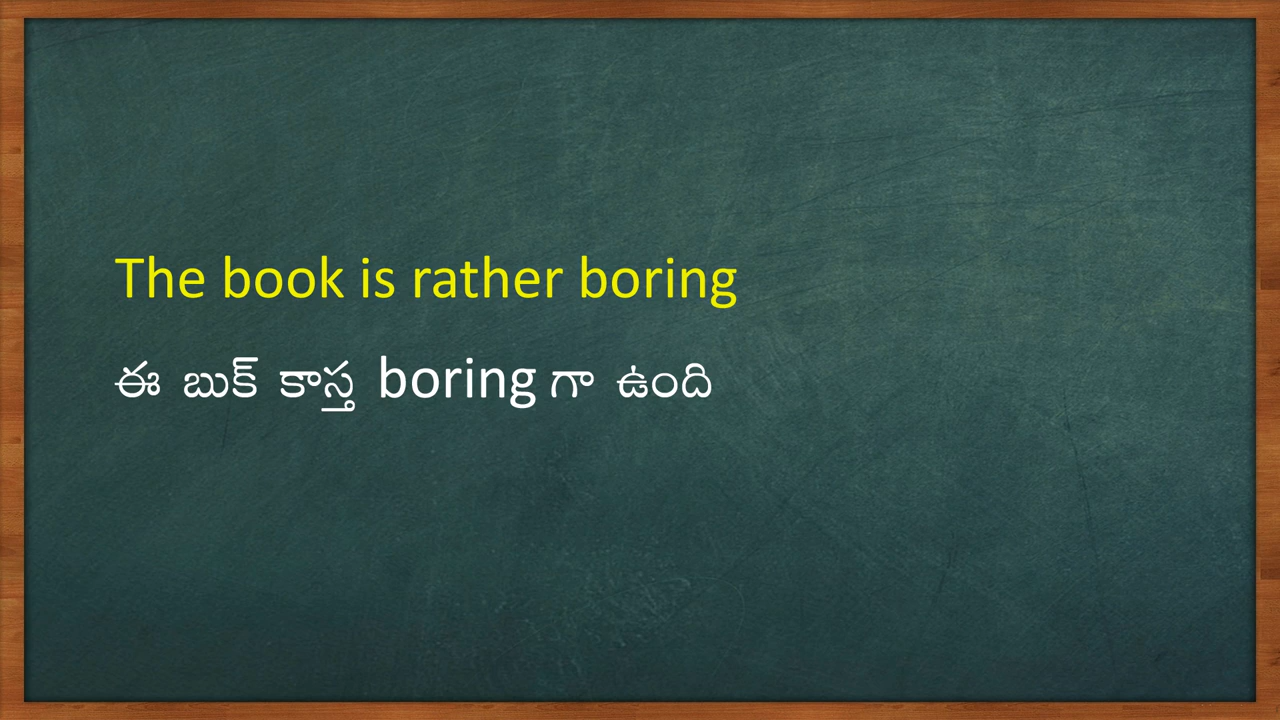 The book is rather boring
ఈ బుక్ కాస్త boring గా ఉంది